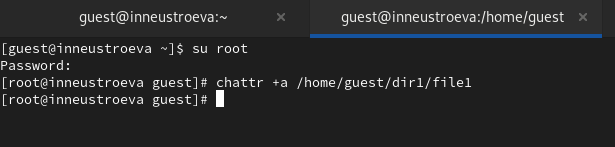 guest@inneustroeva:~ × guest@inneustroeva:/home/guest ×
[guest@inneustroeva ~]$ su root
Password:
[root@inneustroeva guest]# chattr +a /home/guest/dir1/file1
[root@inneustroeva guest]#